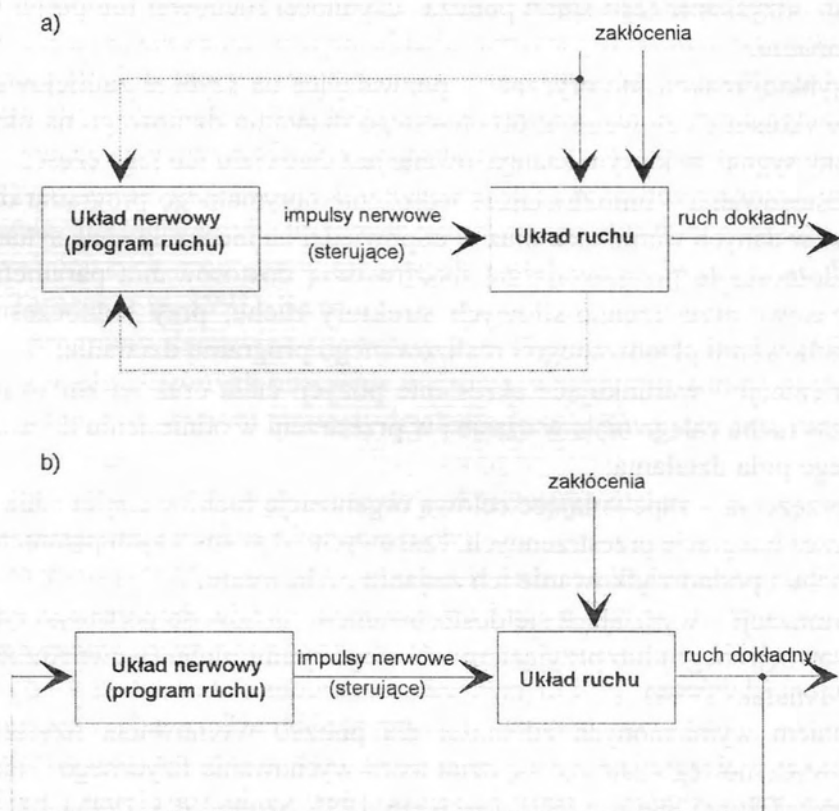 a)
zakłócenia
Układ nerwowy
(program ruchu)
impulsy nerwowe
(sterujące)
Układ ruchu
ruch dokładny
b)
zakłócenia
Układ nerwowy
(program ruchu)
impulsy nerwowe
(sterujące)
Układ ruchu
ruch dokładny